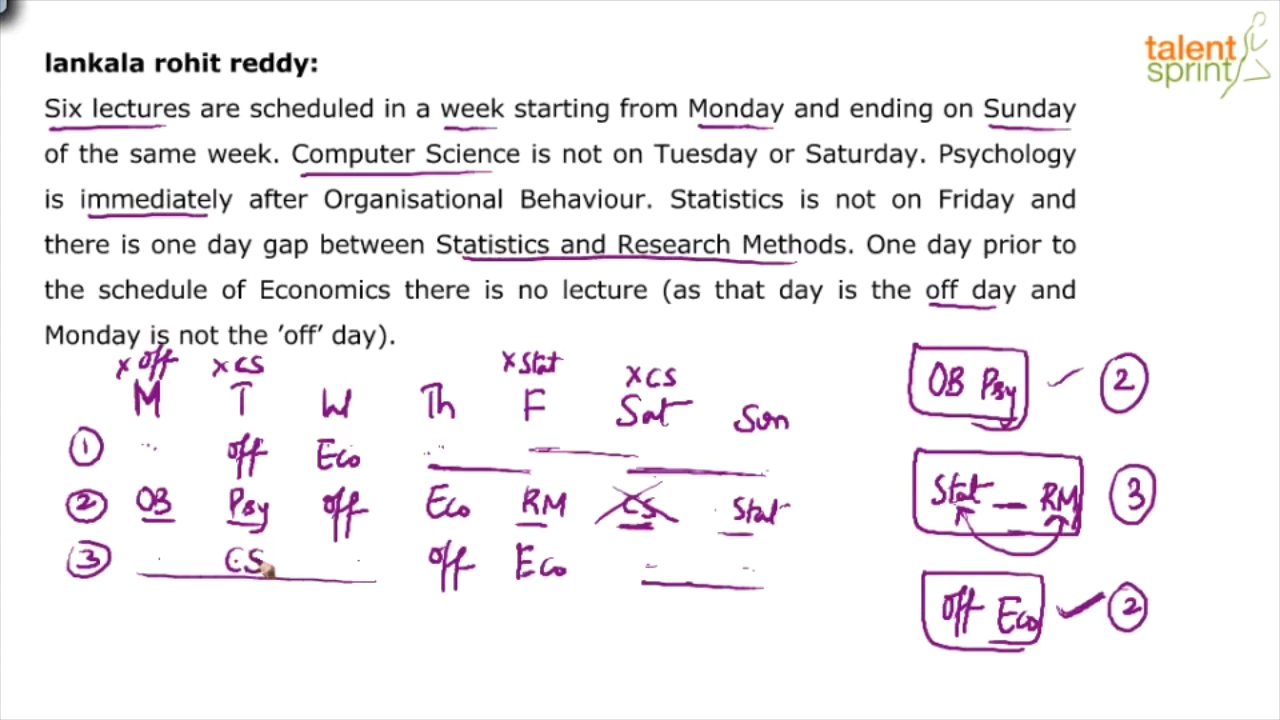 talent
sprint
lankala rohit reddy:
Six lectures are scheduled in a week starting from Monday and ending on Sunday
of the same week. Computer Science is not on Tuesday or Saturday. Psychology
is immediately after Organisational Behaviour. Statistics is not on Friday and
there is one day gap between Statistics and Research Methods. One day prior to
the schedule of Economics there is no lecture (as that day is the off day and
Monday is not the ’off’ day).
x off x CS x Stat x CS
M T W Th F Sat Sun
OB Psy 2
1 off Eco
2 OB Psy off Eco RM CS Stat
Stat _ RM 3
3 CS off Eco
off Eco 2